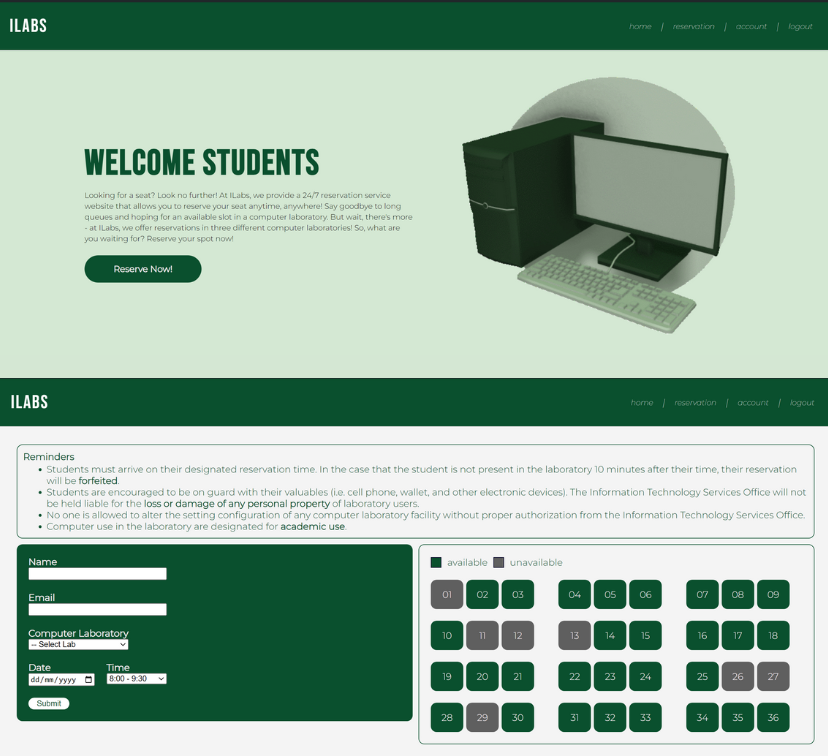 ILABS
home | reservation | account | logout
WELCOME STUDENTS
Looking for a seat? Look no further! At ILabs, we provide a 24/7 reservation service
website that allows you to reserve your seat anytime, anywhere! Say goodbye to long
queues and hoping for an available slot in a computer laboratory. But wait, there's more
- at ILabs, we offer reservations in three different computer laboratories! So, what are
you waiting for? Reserve your spot now!
Reserve Now!
ILABS
home | reservation | account | logout
Reminders
• Students must arrive on their designated reservation time. In the case that the student is not present in the laboratory 10 minutes after their time, their reservation
will be forfeited.
• Students are encouraged to be on guard with their valuables (i.e. cell phone, wallet, and other electronic devices). The Information Technology Services Office will not
be held liable for the loss or damage of any personal property of laboratory users.
• No one is allowed to alter the setting configuration of any computer laboratory facility without proper authorization from the Information Technology Services Office.
• Computer use in the laboratory are designated for academic use.
Name
Email
Computer Laboratory
-- Select Lab
Date Time
dd/mm/yyyy 8:00 - 9:30
Submit
available unavailable
01 02 03 04 05 06 07 08 09
10 11 12 13 14 15 16 17 18
19 20 21 22 23 24 25 26 27
28 29 30 31 32 33 34 35 36